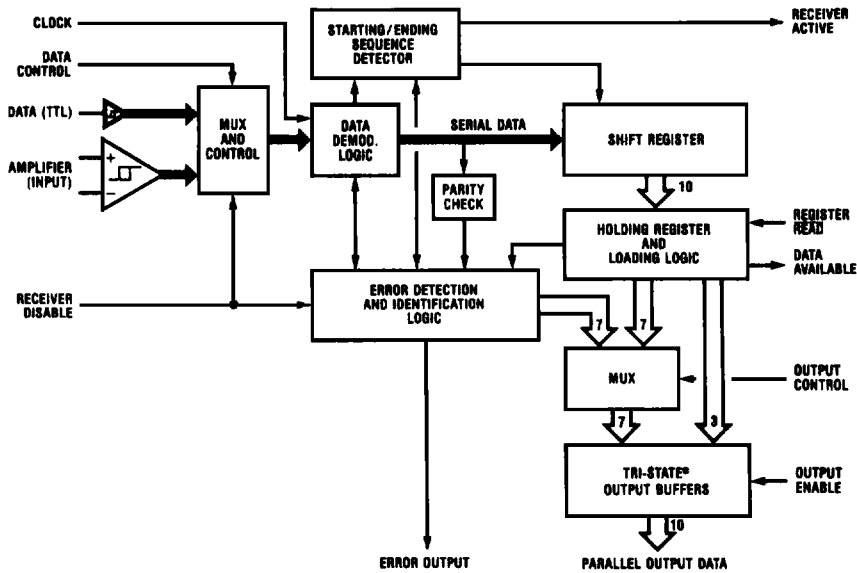 CLOCK
DATA
CONTROL
DATA (TTL)
AMPLIFIER
(INPUT)
+
−
MUX
AND
CONTROL
STARTING/ENDING
SEQUENCE
DETECTOR
RECEIVER
ACTIVE
DATA
DEMOD.
LOGIC
SERIAL DATA
SHIFT REGISTER
10
PARITY
CHECK
HOLDING REGISTER
AND
LOADING LOGIC
REGISTER
READ
DATA
AVAILABLE
RECEIVER
DISABLE
ERROR DETECTION
AND IDENTIFICATION
LOGIC
7
7
MUX
OUTPUT
CONTROL
7
3
TRI-STATE®
OUTPUT BUFFERS
OUTPUT
ENABLE
10
ERROR OUTPUT
PARALLEL OUTPUT DATA